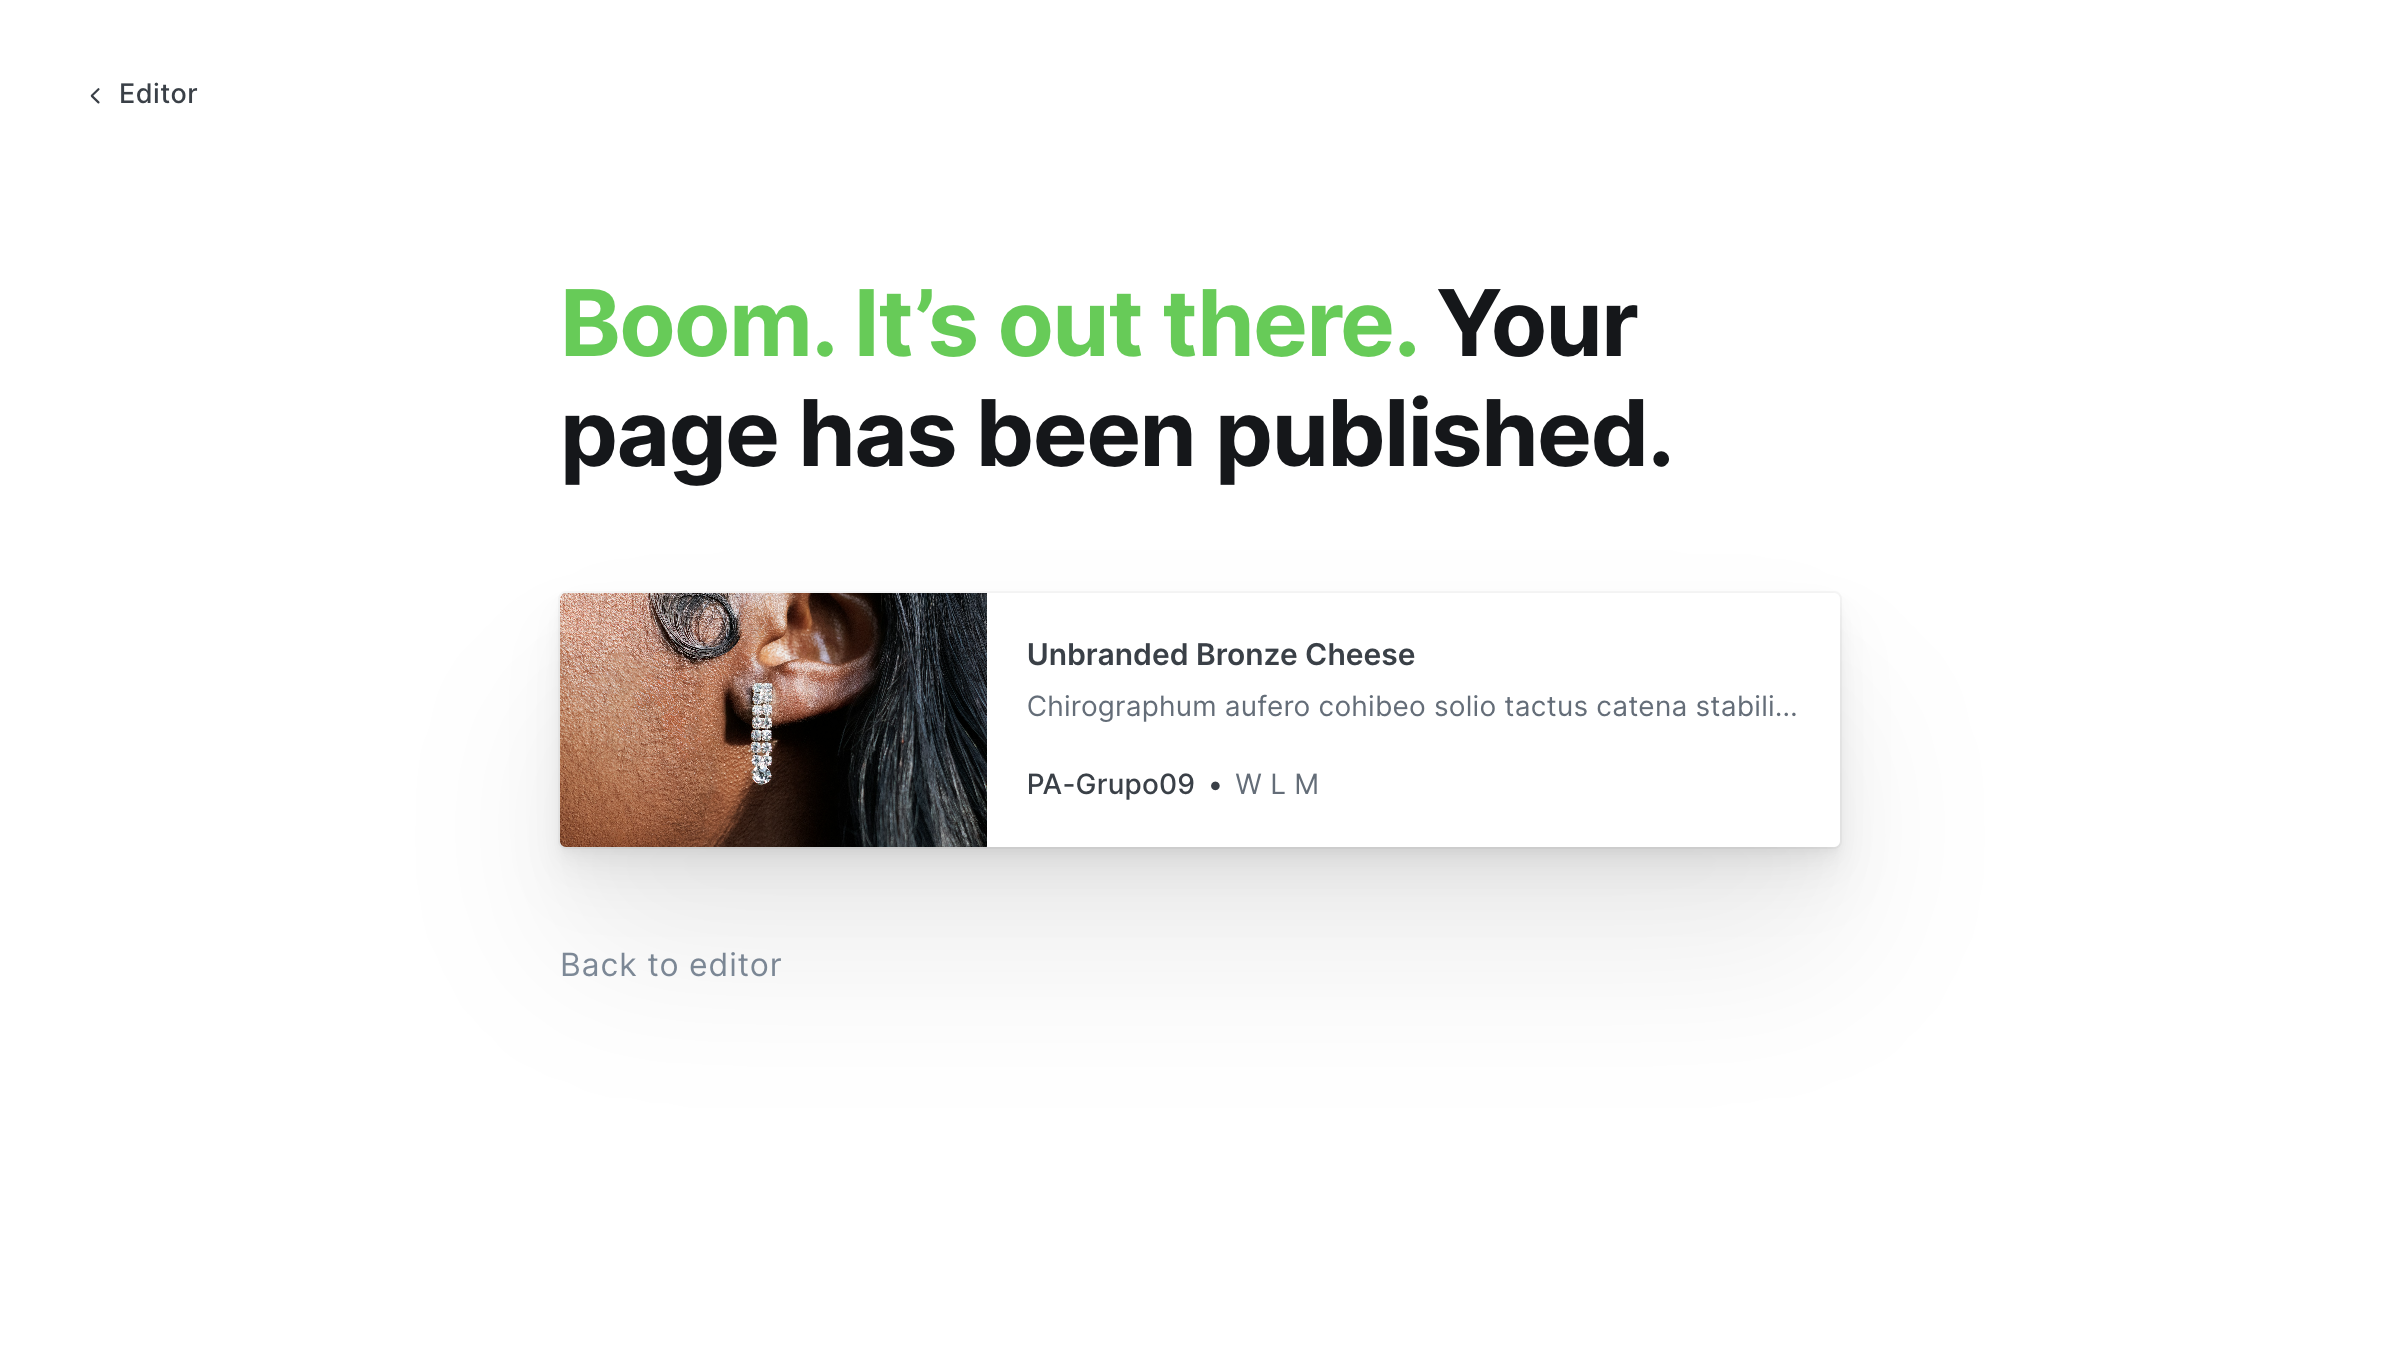 Editor
Boom. It’s out there. Your
page has been published.
Unbranded Bronze Cheese
Chirographum aufero cohibeo solio tactus catena stabili...
PA-Grupo09 • W L M
Back to editor